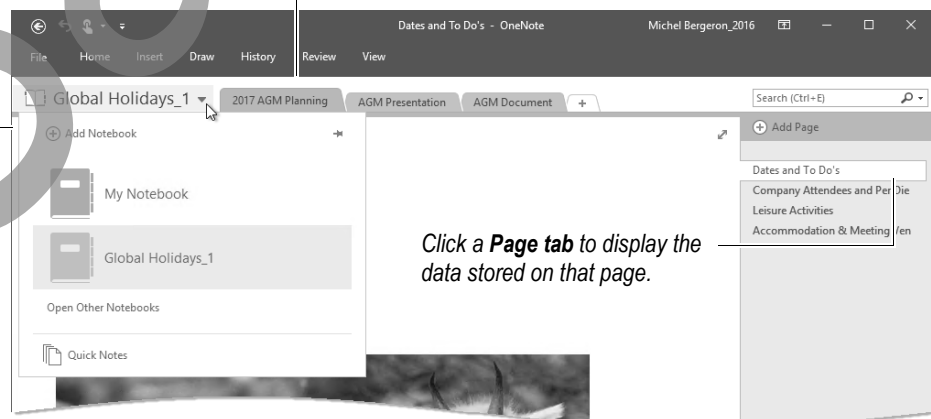 Dates and To Do's - OneNote
Michel Bergeron_2016
File Home Insert Draw History Review View
Global Holidays_1
2017 AGM Planning
AGM Presentation
AGM Document
+
Search (Ctrl+E)
Add Notebook
My Notebook
Global Holidays_1
Open Other Notebooks
Quick Notes
Click a Page tab to display the
data stored on that page.
Add Page
Dates and To Do's
Company Attendees and Per Die
Leisure Activities
Accommodation & Meeting Ven